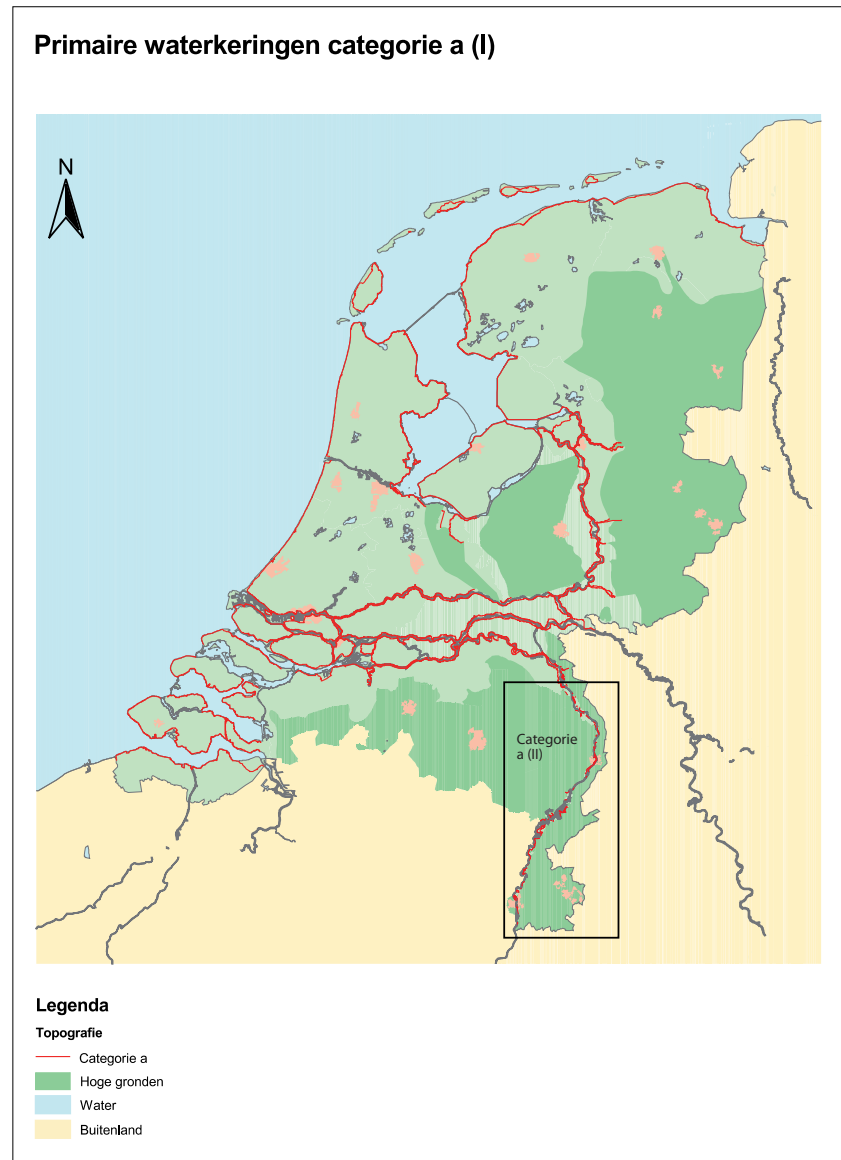 Primaire waterkeringen categorie a (I)
N
Categorie
a (II)
Legenda
Topografie
Categorie a
Hoge gronden
Water
Buitenland